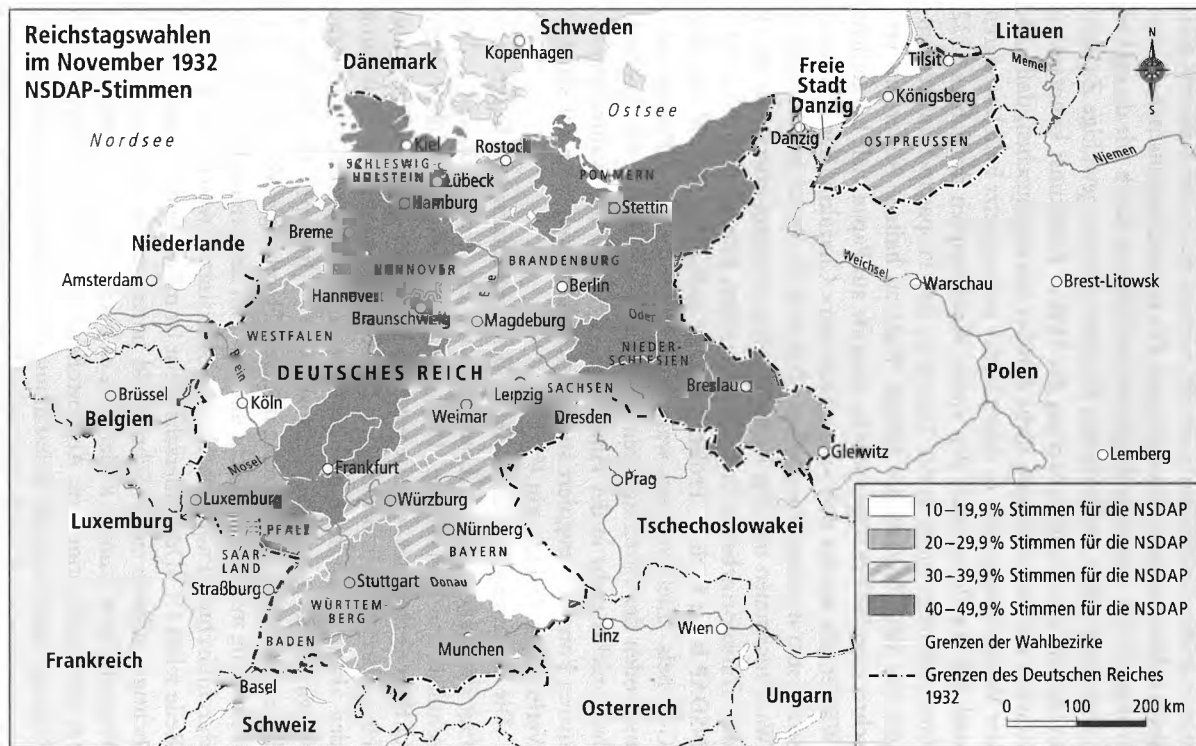 Reichstagswahlen
im November 1932
NSDAP-Stimmen
Schweden
Kopenhagen
Dänemark
Litauen
Tilsit
Memel
N
S
Freie
Stadt
Danzig
Königsberg
Nordsee
Ostsee
Danzig
OSTPREUSSEN
Njemen
Kiel
Rostock
SCHLESWIG-
HOLSTEIN
Lübeck
POMMERN
Hamburg
Stettin
Niederlande
Breme
HANNOVER
BRANDENBURG
Weichsel
Amsterdam
Berlin
Warschau
Brest-Litowsk
Hannover
Braunschweig
Magdeburg
Oder
WESTFALEN
NIEDER-
SCHLESIEN
DEUTSCHES REICH
Polen
Brüssel
Leipzig
SACHSEN
Breslau
Belgien
Köln
Weimar
Dresden
Mosel
Frankfurt
Gleiwitz
Lemberg
Prag
Luxemburg
Würzburg
Luxemburg
PFALZ
Nürnberg
Tschechoslowakei
SAAR-
LAND
BAYERN
Straßburg
Stuttgart
Donau
WÜRTTEM-
BERG
BADEN
Munchen
Linz
Wien
Frankreich
Basel
Schweiz
Österreich
Ungarn
10–19,9% Stimmen für die NSDAP
20–29,9% Stimmen für die NSDAP
30–39,9% Stimmen für die NSDAP
40–49,9% Stimmen für die NSDAP
Grenzen der Wahlbezirke
Grenzen des Deutschen Reiches
1932
0 100 200 km